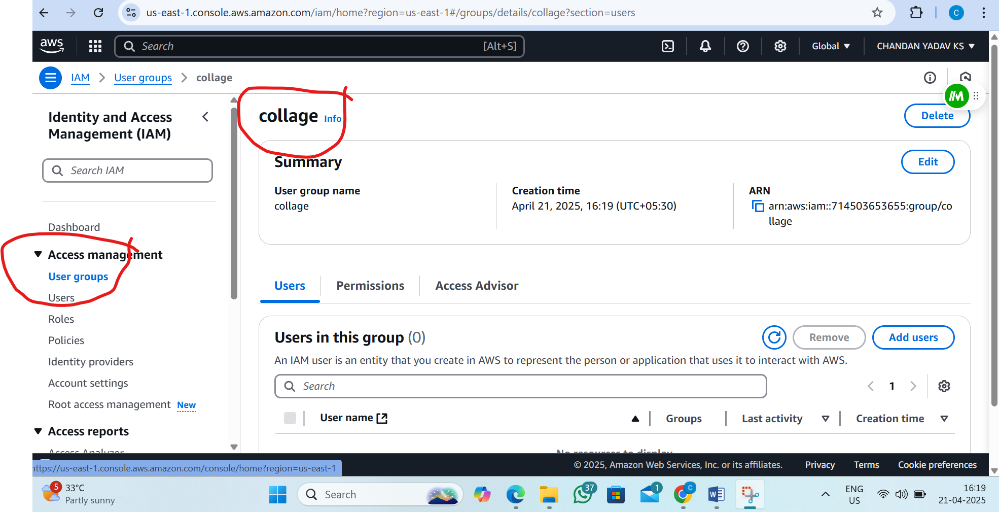 us-east-1.console.aws.amazon.com/iam/home?region=us-east-1#/groups/details/collage?section=users
C
aws
Search
[Alt+S]
Global
CHANDAN YADAV KS
IAM
User groups
collage
Identity and Access
Management (IAM)
Search IAM
Dashboard
Access management
User groups
Users
Roles
Policies
Identity providers
Account settings
Root access management New
Access reports
Access Analyzer
collage Info
Delete
Summary
Edit
User group name
collage
Creation time
April 21, 2025, 16:19 (UTC+05:30)
ARN
arn:aws:iam::714503653655:group/co
llage
Users
Permissions
Access Advisor
Users in this group (0)
Remove
Add users
An IAM user is an entity that you create in AWS to represent the person or application that uses it to interact with AWS.
Search
1
User name
Groups
Last activity
Creation time
No resources to display
https://us-east-1.console.aws.amazon.com/console/home?region=us-east-1
© 2025, Amazon Web Services, Inc. or its affiliates.
Privacy
Terms
Cookie preferences
5
33°C
Partly sunny
Search
37
1
C
W
ENG
US
16:19
21-04-2025